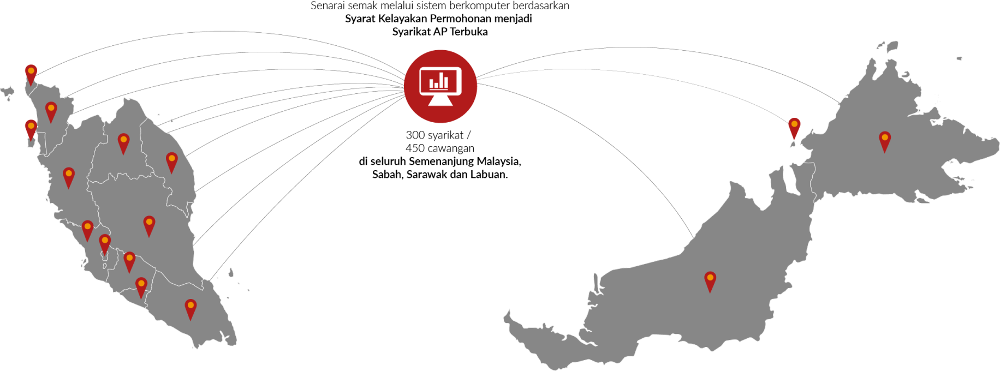 Senarai semak melalui sistem berkomputer berdasarkan
Syarat Kelayakan Permohonan menjadi
Syarikat AP Terbuka
300 syarikat /
450 cawangan
di seluruh Semenanjung Malaysia,
Sabah, Sarawak dan Labuan.